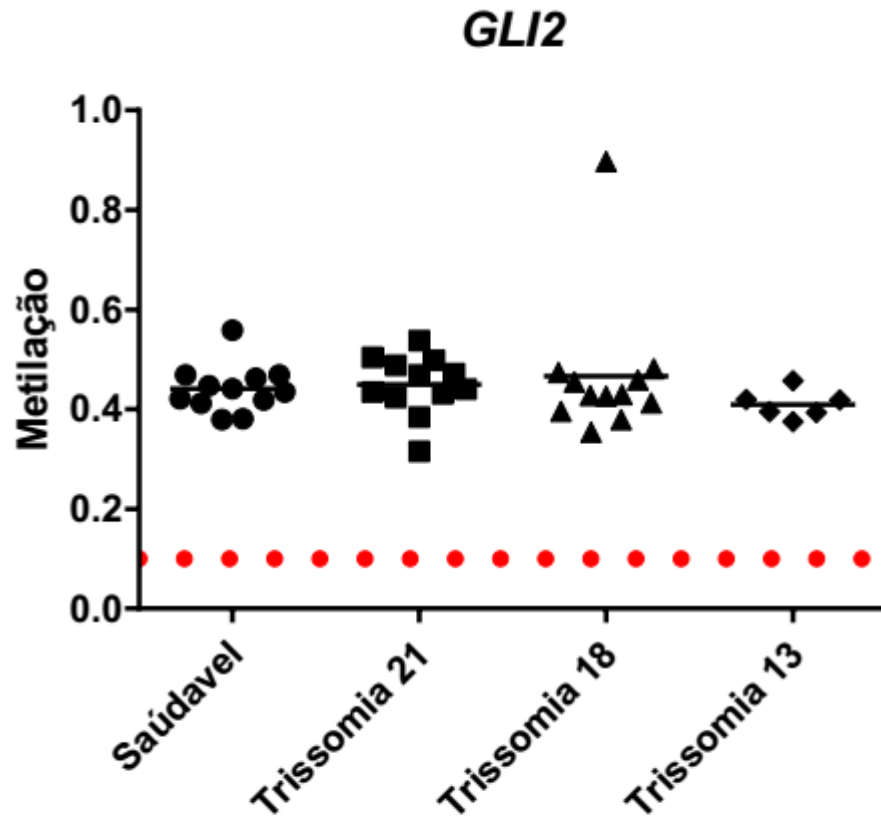 GLI2
1.0
0.8
0.6
0.4
0.2
0.0
Metilação
Saúdavel
Trissomia 21
Trissomia 18
Trissomia 13